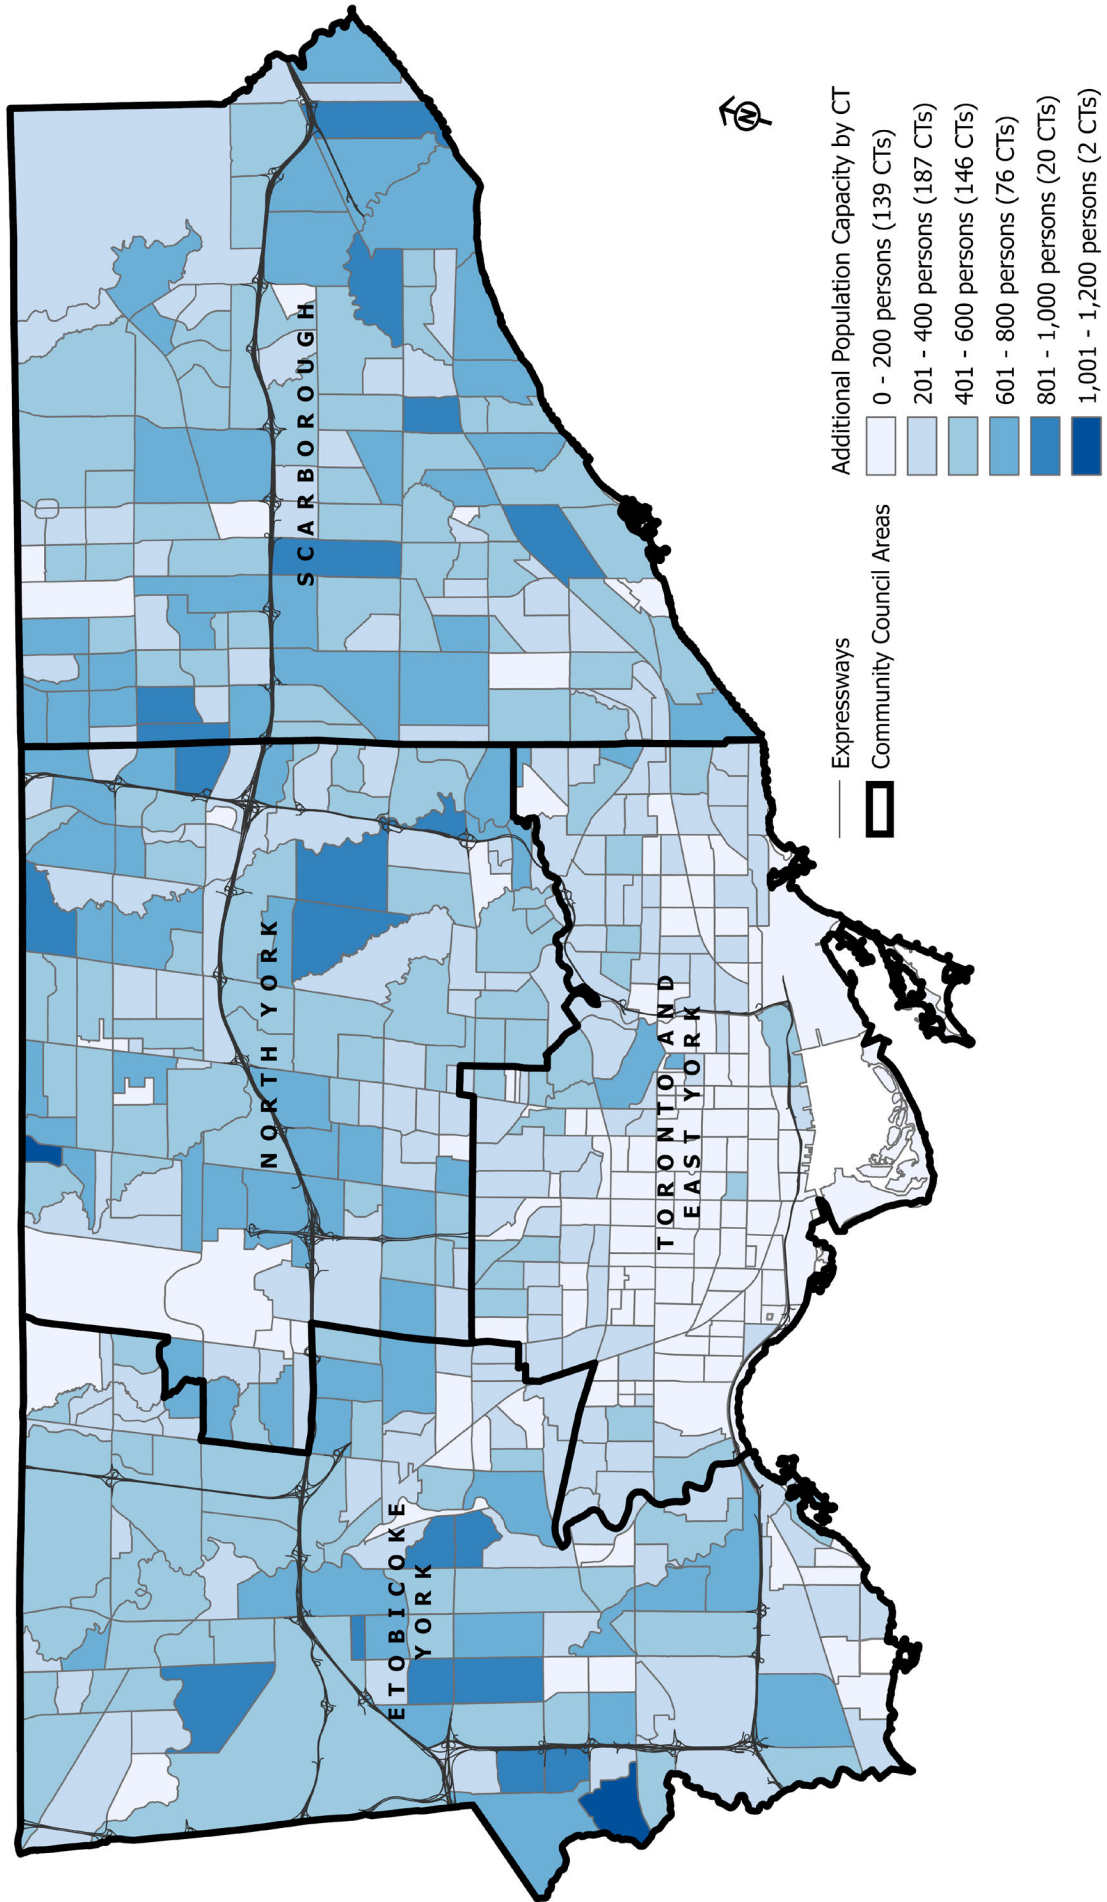 SCARBOROUGH
NORTH YORK
TORONTO AND
EAST YORK
ETOBICOKE
YORK
N
Expressways
Community Council Areas
Additional Population Capacity by CT
0 - 200 persons (139 CTs)
201 - 400 persons (187 CTs)
401 - 600 persons (146 CTs)
601 - 800 persons (76 CTs)
801 - 1,000 persons (20 CTs)
1,001 - 1,200 persons (2 CTs)